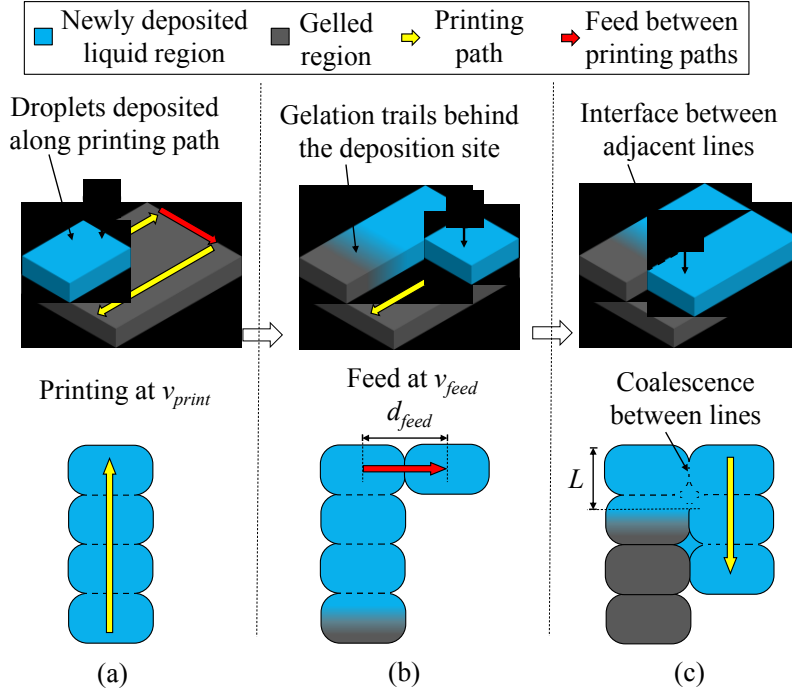 Newly deposited
liquid region
Gelled
region
Printing
path
Feed between
printing paths
Droplets deposited
along printing path
Gelation trails behind
the deposition site
Interface between
adjacent lines
Printing at v_print
Feed at v_feed
d_feed
Coalescence
between lines
L
(a)
(b)
(c)